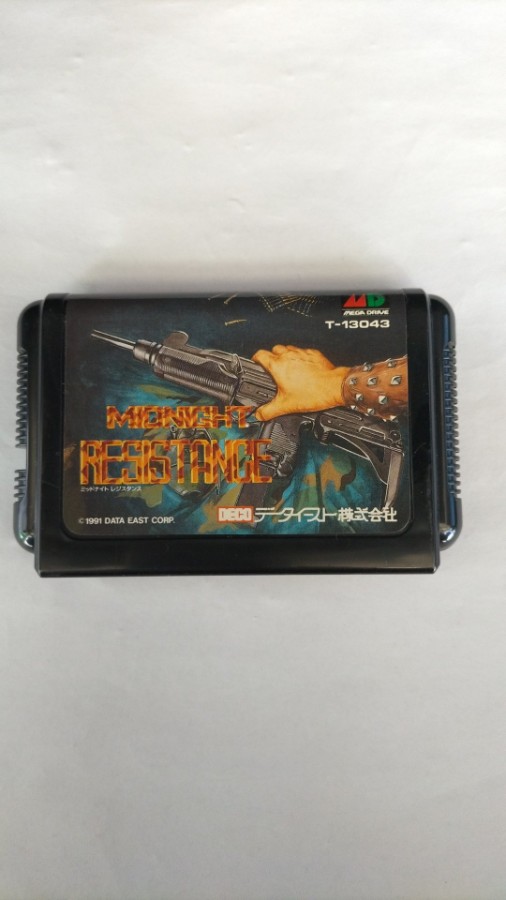 MD
MEGA DRIVE
T-13043
MIDNIGHT
RESISTANCE
ミッドナイト レジスタンス
©1991 DATA EAST CORP.
DECO データイースト株式会社